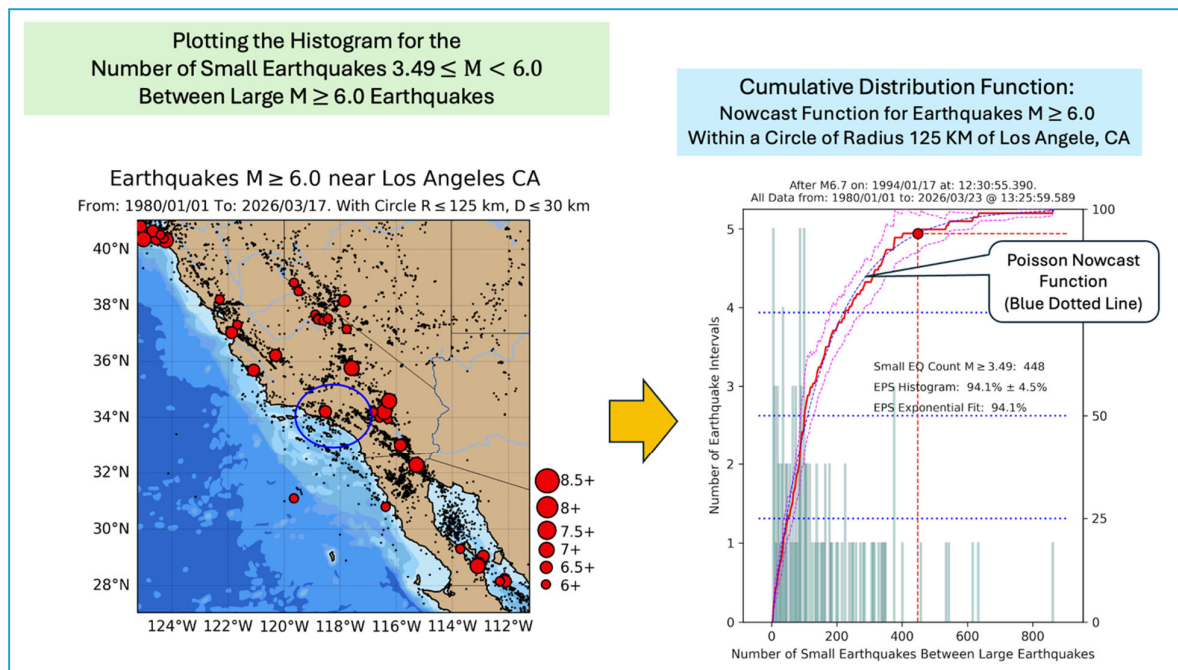 Plotting the Histogram for the
Number of Small Earthquakes 3.49 ≤ M < 6.0
Between Large M ≥ 6.0 Earthquakes
Cumulative Distribution Function:
Nowcast Function for Earthquakes M ≥ 6.0
Within a Circle of Radius 125 KM of Los Angele, CA
Earthquakes M ≥ 6.0 near Los Angeles CA
From: 1980/01/01 To: 2026/03/17. With Circle R ≤ 125 km, D ≤ 30 km
40°N
38°N
36°N
34°N
32°N
30°N
28°N
124°W 122°W 120°W 118°W 116°W 114°W 112°W
8.5+
8+
7.5+
7+
6.5+
6+
After M6.7 on: 1994/01/17 at: 12:30:55.390.
All Data from: 1980/01/01 to: 2026/03/23 @ 13:25:59.589
Number of Earthquake Intervals
5
4
3
2
1
0
100
50
25
0
Poisson Nowcast
Function
(Blue Dotted Line)
Small EQ Count M ≥ 3.49: 448
EPS Histogram: 94.1% ± 4.5%
EPS Exponential Fit: 94.1%
0 200 400 600 800
Number of Small Earthquakes Between Large Earthquakes